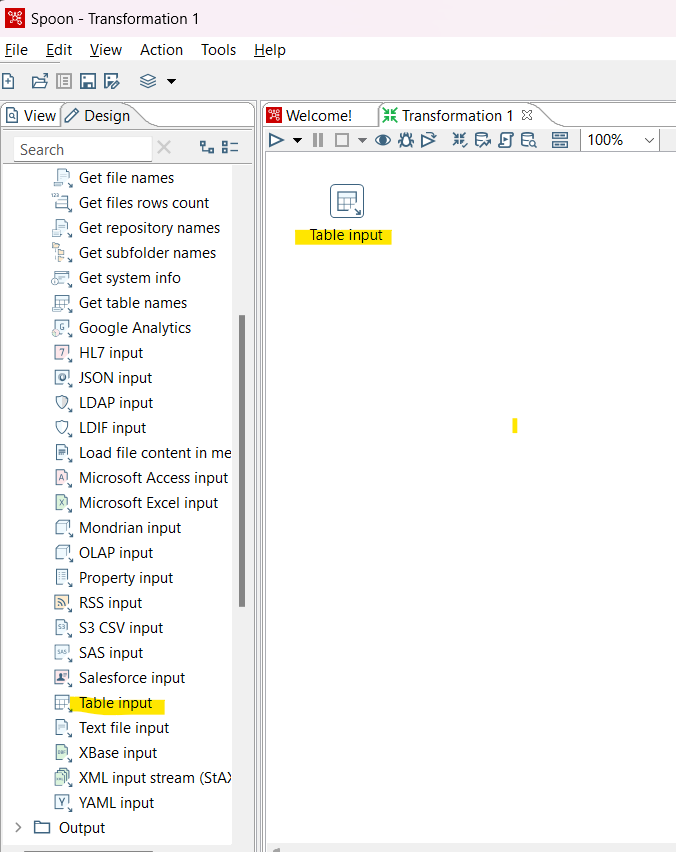 Spoon - Transformation 1
File Edit View Action Tools Help
View Design
Welcome! Transformation 1
Search
100%
Get file names
123 Get files rows count
Get repository names
Get subfolder names
Get system info
Get table names
G Google Analytics
7 HL7 input
JSON input
LDAP input
LDIF input
Load file content in me
A Microsoft Access input
X Microsoft Excel input
Mondrian input
OLAP input
Property input
RSS input
S3 S3 CSV input
SAS SAS input
Salesforce input
Table input
Text file input
XBase input
XML input stream (StAX
Y YAML input
Output
Table input